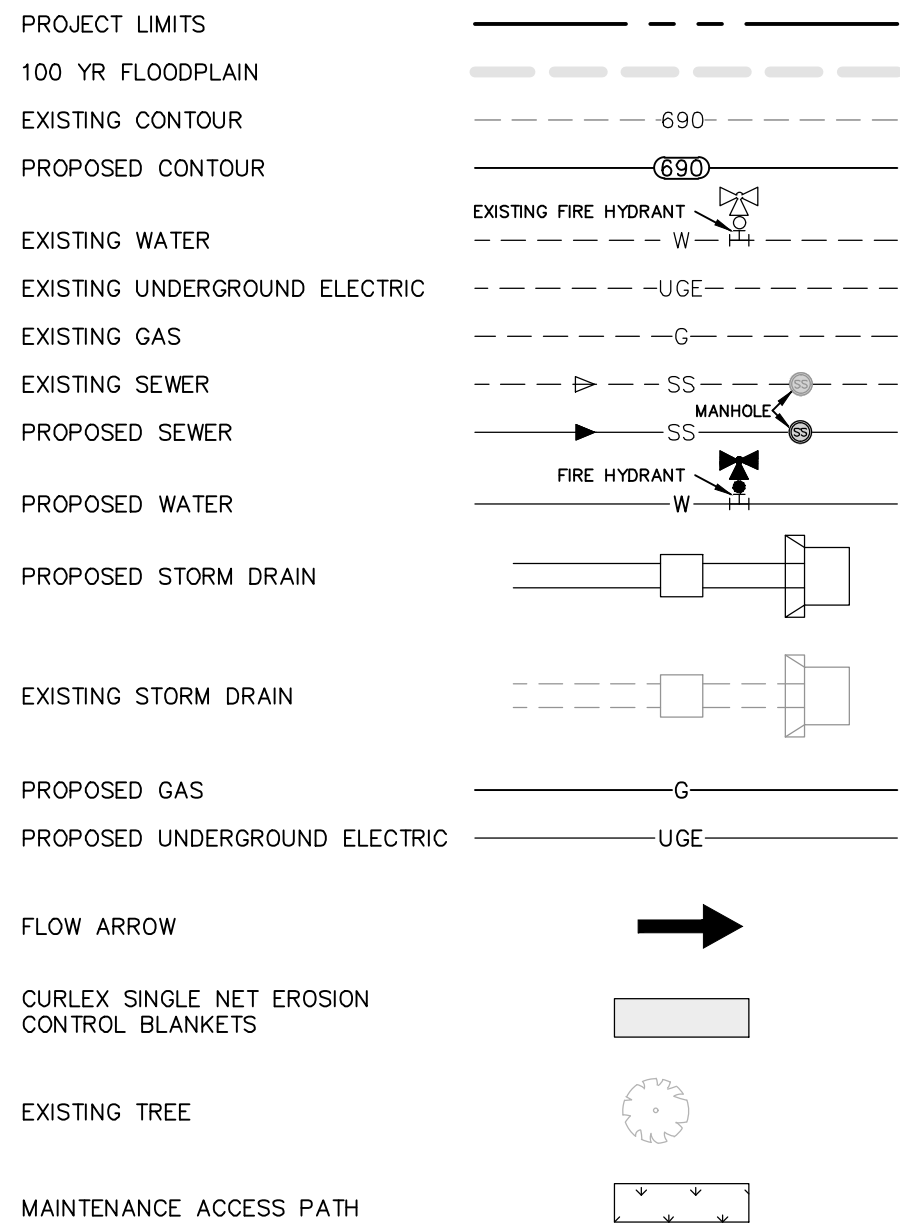 PROJECT LIMITS
100 YR FLOODPLAIN
EXISTING CONTOUR 690
PROPOSED CONTOUR 690
EXISTING FIRE HYDRANT
EXISTING WATER W
EXISTING UNDERGROUND ELECTRIC UGE
EXISTING GAS G
EXISTING SEWER SS SS
MANHOLE
PROPOSED SEWER SS SS
FIRE HYDRANT
PROPOSED WATER W
PROPOSED STORM DRAIN
EXISTING STORM DRAIN
PROPOSED GAS G
PROPOSED UNDERGROUND ELECTRIC UGE
FLOW ARROW
CURLEX SINGLE NET EROSION
CONTROL BLANKETS
EXISTING TREE
MAINTENANCE ACCESS PATH